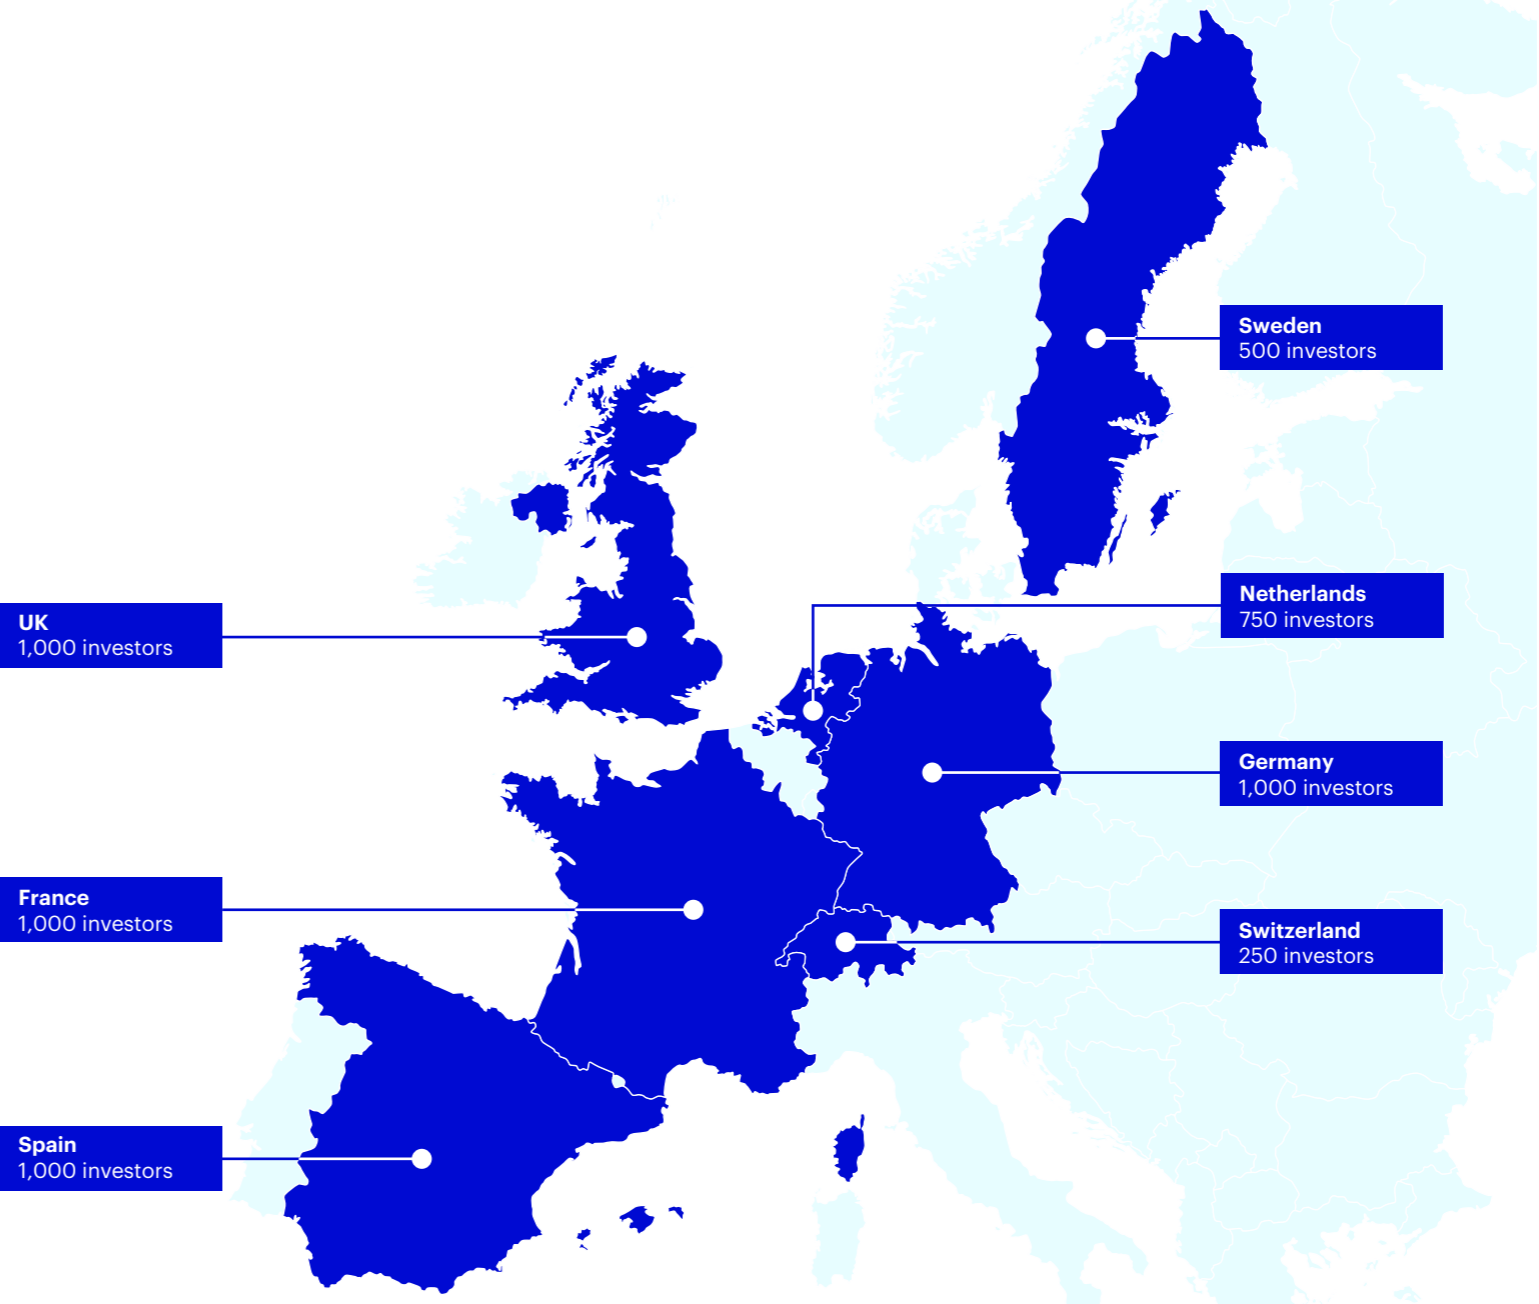 Sweden
500 investors
Netherlands
750 investors
UK
1,000 investors
Germany
1,000 investors
France
1,000 investors
Switzerland
250 investors
Spain
1,000 investors